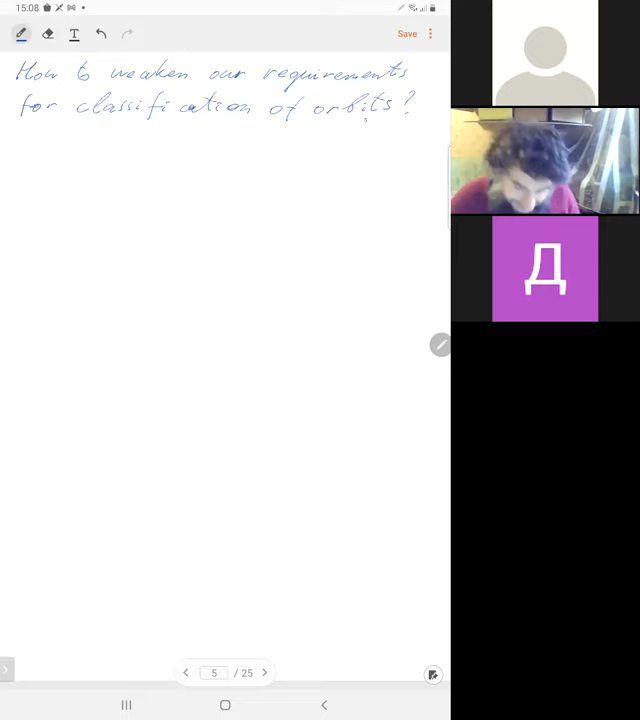 15:08
Save
How to weaken our requirements
for classification of orbits?
Д
5 / 25